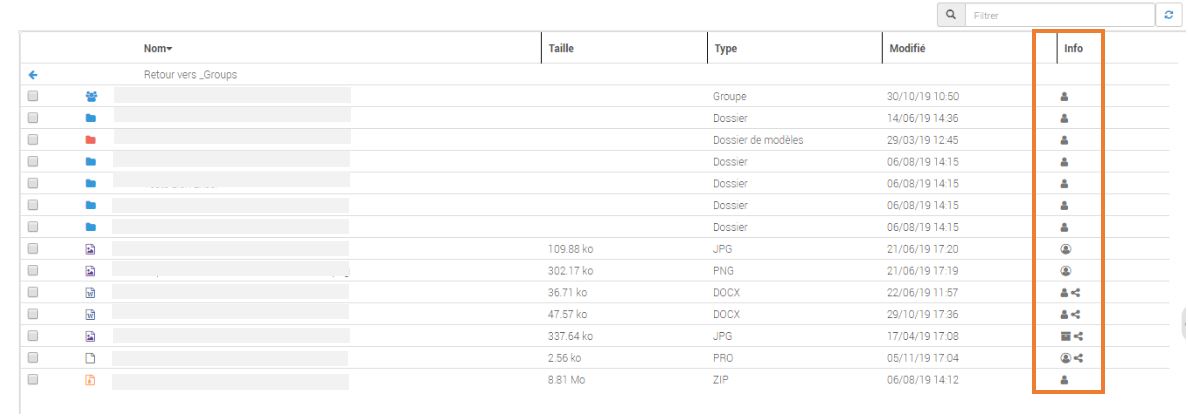 Filtrer
Nom Taille Type Modifié Info
Retour vers _Groups
Groupe 30/10/19 10:50
Dossier 14/06/19 14:36
Dossier de modèles 29/03/19 12:45
Dossier 06/08/19 14:15
Dossier 06/08/19 14:15
Dossier 06/08/19 14:15
Dossier 06/08/19 14:15
109.88 ko JPG 21/06/19 17:20
302.17 ko PNG 21/06/19 17:19
36.71 ko DOCX 22/06/19 11:57
47.57 ko DOCX 29/10/19 17:36
337.64 ko JPG 17/04/19 17:08
2.56 ko PRO 05/11/19 17:04
8.81 Mo ZIP 06/08/19 14:12